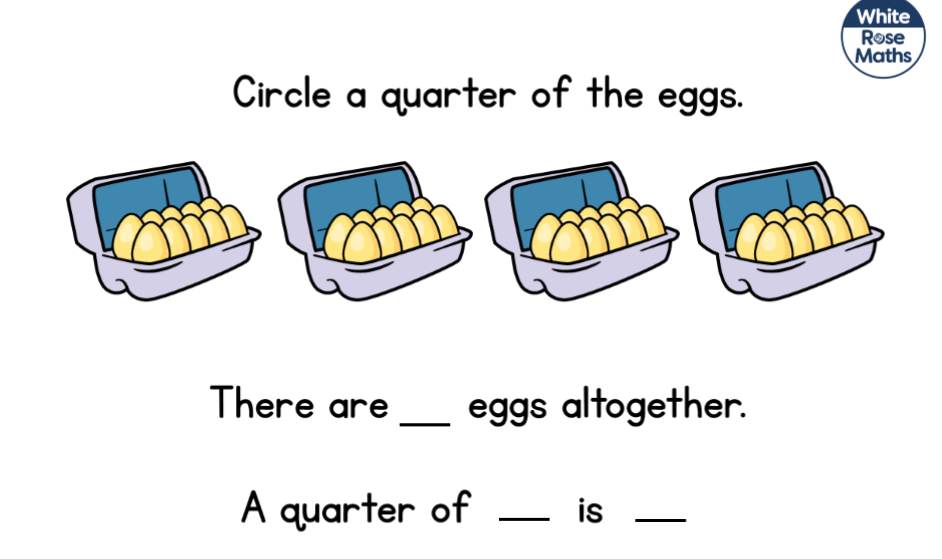 White
Rose
Maths
Circle a quarter of the eggs.
There are ___ eggs altogether.
A quarter of ___ is ___